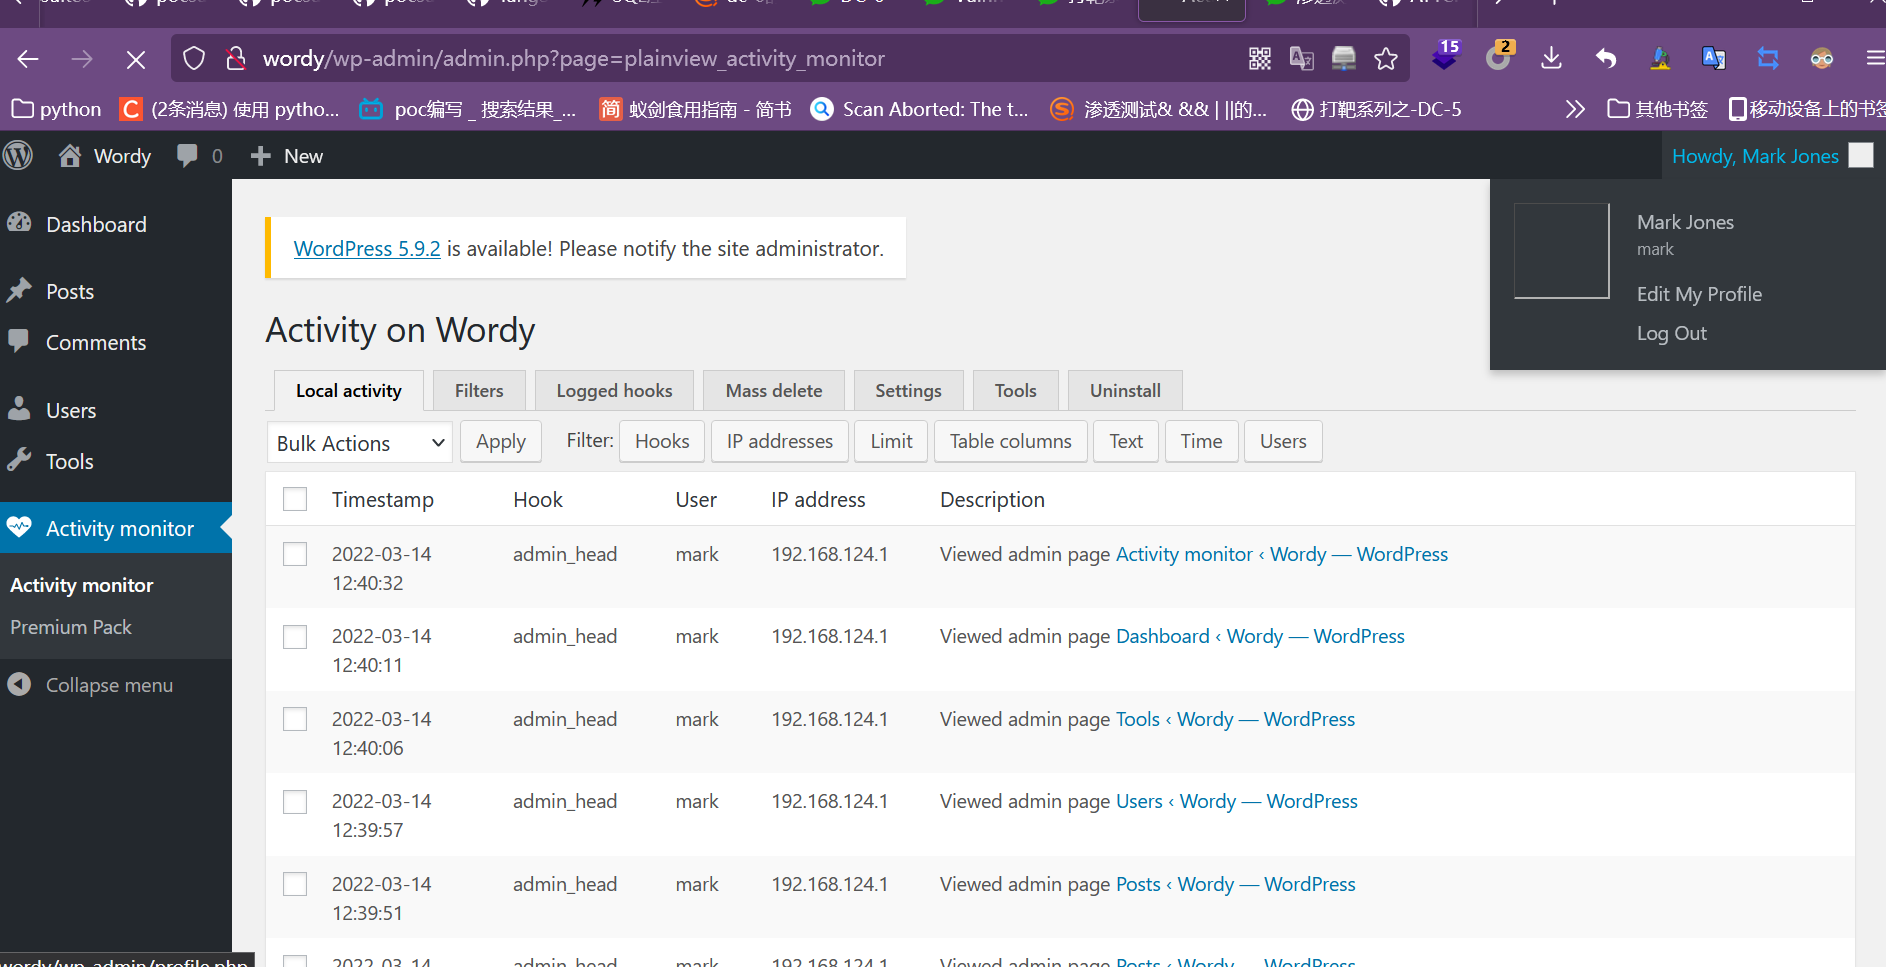 wordy/wp-admin/admin.php?page=plainview_activity_monitor
15
2
python
(2条消息) 使用 pytho...
poc编写 _ 搜索结果_...
简 蚁剑食用指南 - 简书
Scan Aborted: The t...
渗透测试& && | ||的...
打靶系列之-DC-5
其他书签
移动设备上的书签
Wordy
0
New
Howdy, Mark Jones
Mark Jones
mark
Edit My Profile
Log Out
Dashboard
Posts
Comments
Users
Tools
Activity monitor
Activity monitor
Premium Pack
Collapse menu
WordPress 5.9.2 is available! Please notify the site administrator.
Activity on Wordy
Local activity Filters Logged hooks Mass delete Settings Tools Uninstall
Bulk Actions Apply Filter: Hooks IP addresses Limit Table columns Text Time Users
Timestamp Hook User IP address Description
2022-03-14 admin_head mark 192.168.124.1 Viewed admin page Activity monitor ‹ Wordy — WordPress
12:40:32
2022-03-14 admin_head mark 192.168.124.1 Viewed admin page Dashboard ‹ Wordy — WordPress
12:40:11
2022-03-14 admin_head mark 192.168.124.1 Viewed admin page Tools ‹ Wordy — WordPress
12:40:06
2022-03-14 admin_head mark 192.168.124.1 Viewed admin page Users ‹ Wordy — WordPress
12:39:57
2022-03-14 admin_head mark 192.168.124.1 Viewed admin page Posts ‹ Wordy — WordPress
12:39:51
2022-03-14 admin_head mark 192.168.124.1 Viewed admin page Posts ‹ Wordy — WordPress
wordy/wp-admin/profile.php